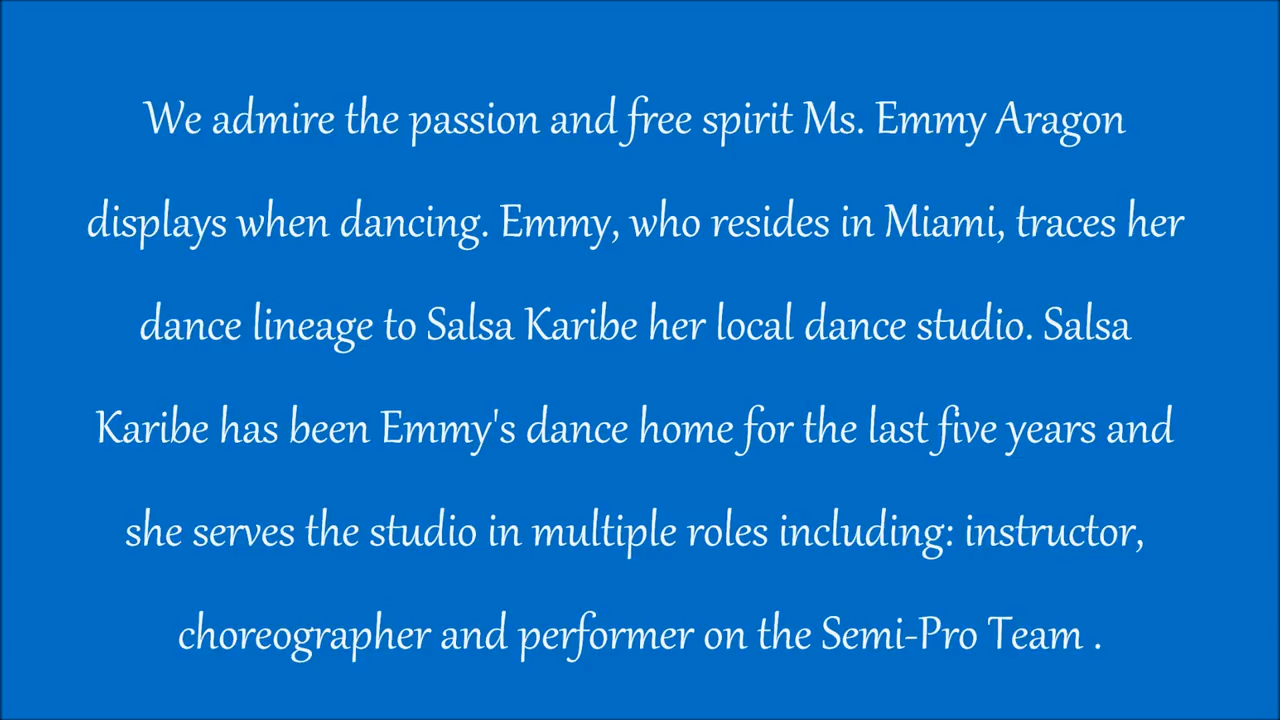 We admire the passion and free spirit Ms. Emmy Aragon
displays when dancing. Emmy, who resides in Miami, traces her
dance lineage to Salsa Karibe her local dance studio. Salsa
Karibe has been Emmy's dance home for the last five years and
she serves the studio in multiple roles including: instructor,
choreographer and performer on the Semi-Pro Team .